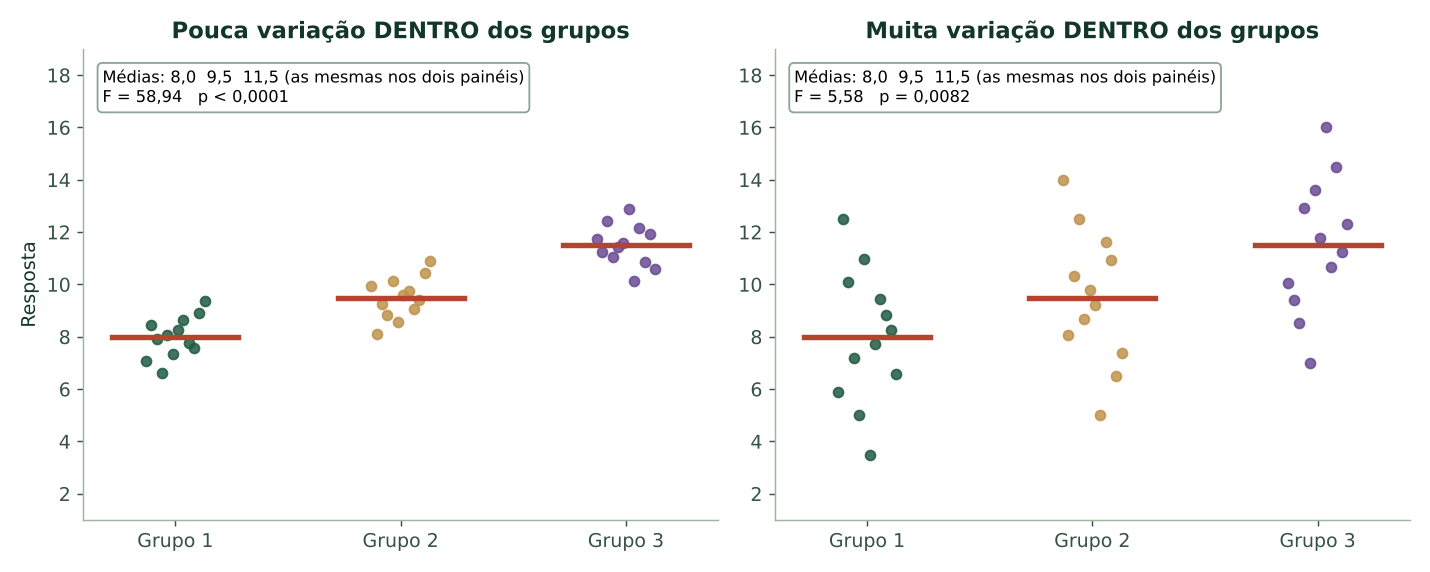 Pouca variação DENTRO dos grupos
Médias: 8,0  9,5  11,5 (as mesmas nos dois painéis)
F = 58,94   p < 0,0001
Resposta
18
16
14
12
10
8
6
4
2
Grupo 1
Grupo 2
Grupo 3
Muita variação DENTRO dos grupos
Médias: 8,0  9,5  11,5 (as mesmas nos dois painéis)
F = 5,58   p = 0,0082
18
16
14
12
10
8
6
4
2
Grupo 1
Grupo 2
Grupo 3